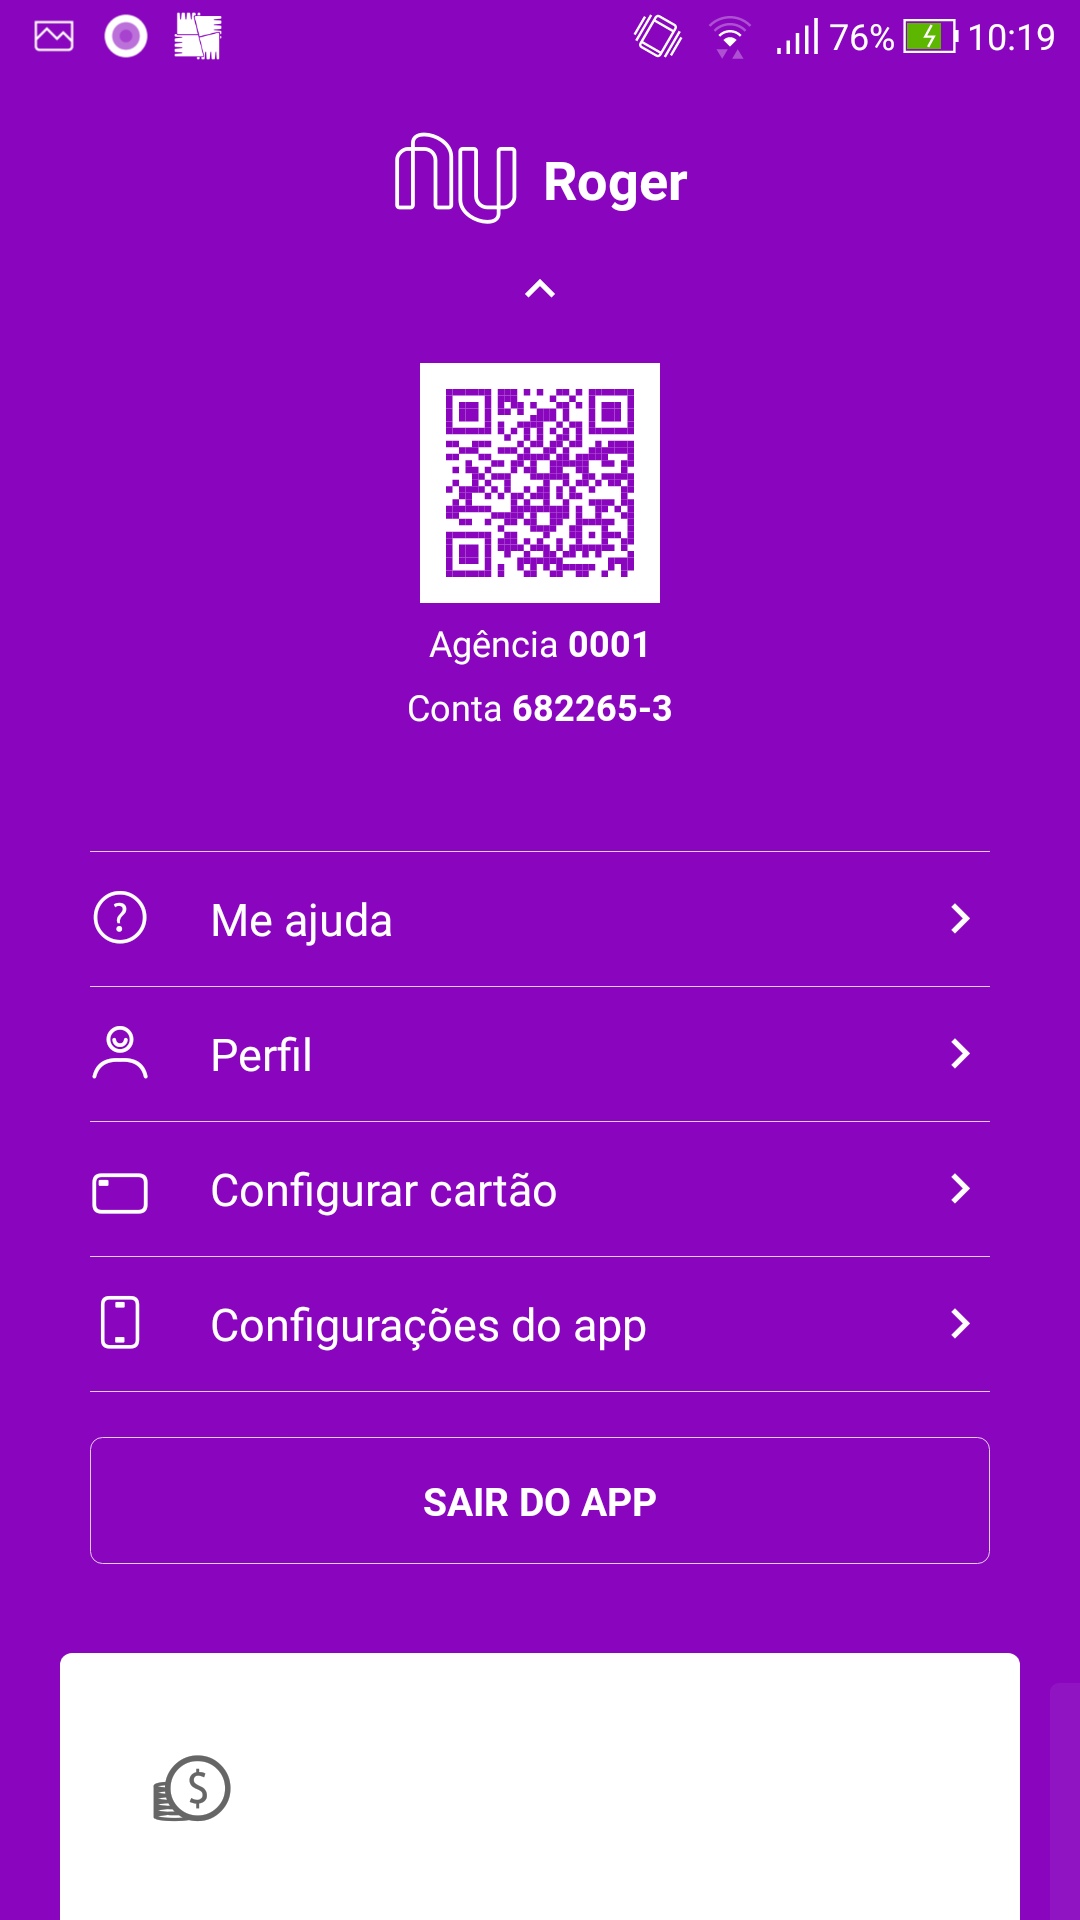 76% 10:19
nu Roger
Agência 0001
Conta 682265-3
? Me ajuda
Perfil
Configurar cartão
Configurações do app
SAIR DO APP
$